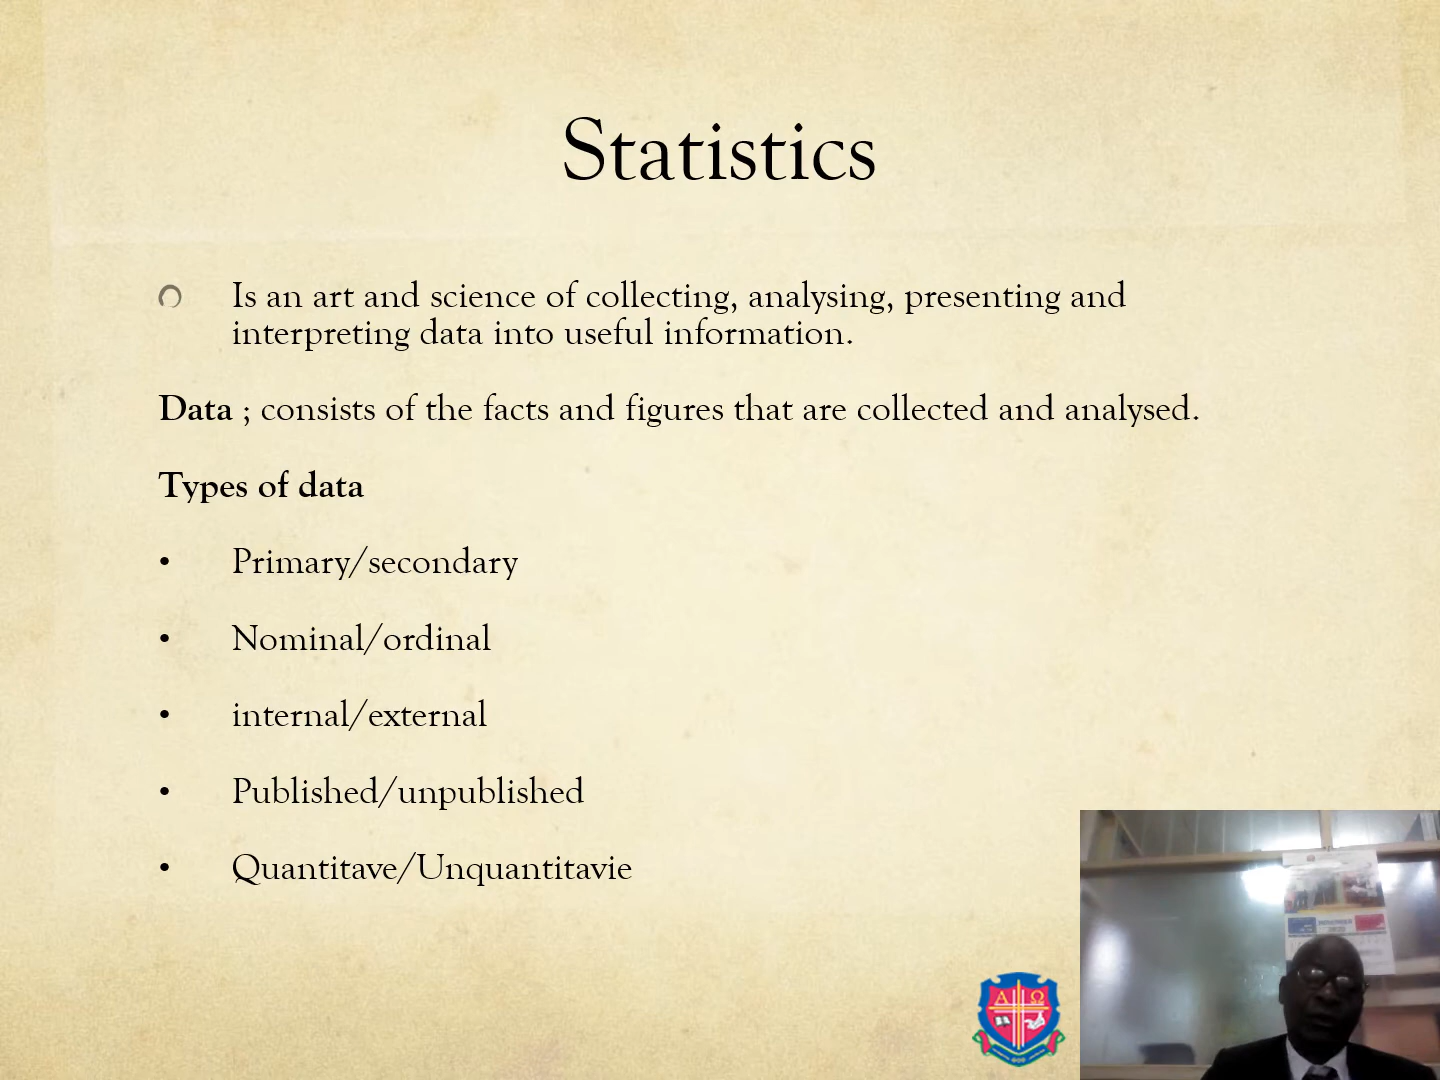 Statistics
Is an art and science of collecting, analysing, presenting and
interpreting data into useful information.
Data ; consists of the facts and figures that are collected and analysed.
Types of data
• Primary/secondary
• Nominal/ordinal
• internal/external
• Published/unpublished
• Quantitave/Unquantitavie
Α Ω